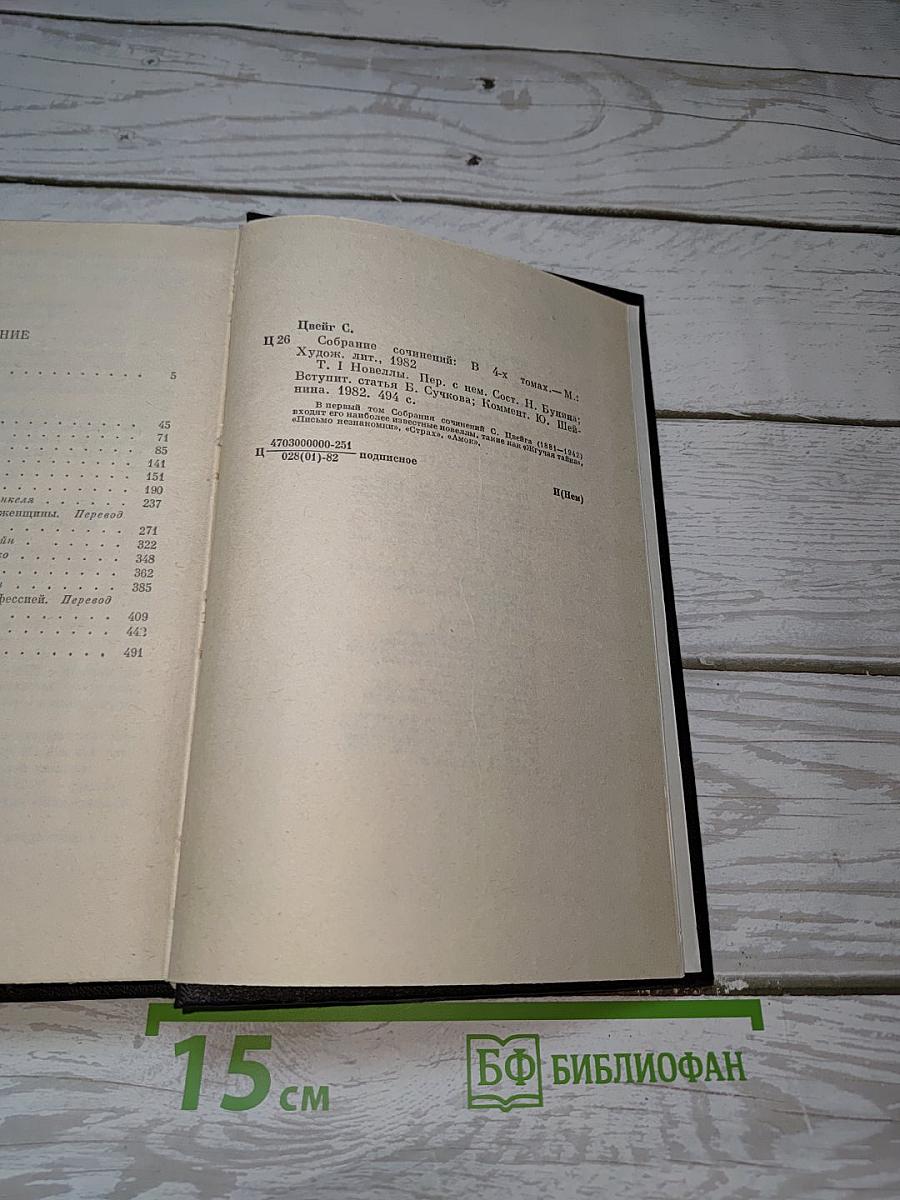 НИЕ
5
45
71
85
141
151
190
нкеля 237
женщины. Перевод
271
йн 322
ко 348
362
385
фессией. Перевод
409
442
491
Цвейг С.
Ц 26 Собрание сочинений: В 4-х томах.— М.:
Худож. лит., 1982
Т. I Новеллы. Пер. с нем. Сост. Н. Бунина;
Вступит. статья Б. Сучкова; Коммент. Ю. Шей-
нина. 1982. 494 с.
В первый том Собрания сочинений С. Цвейга (1881—1942)
входят его наиболее известные новеллы, такие как «Жгучая тайна»,
«Письмо незнакомки», «Страх», «Амок».
Ц 4703000000-251
028(01)-82 подписное
И(Нем)
15 см
БФ БИБЛИОФАН